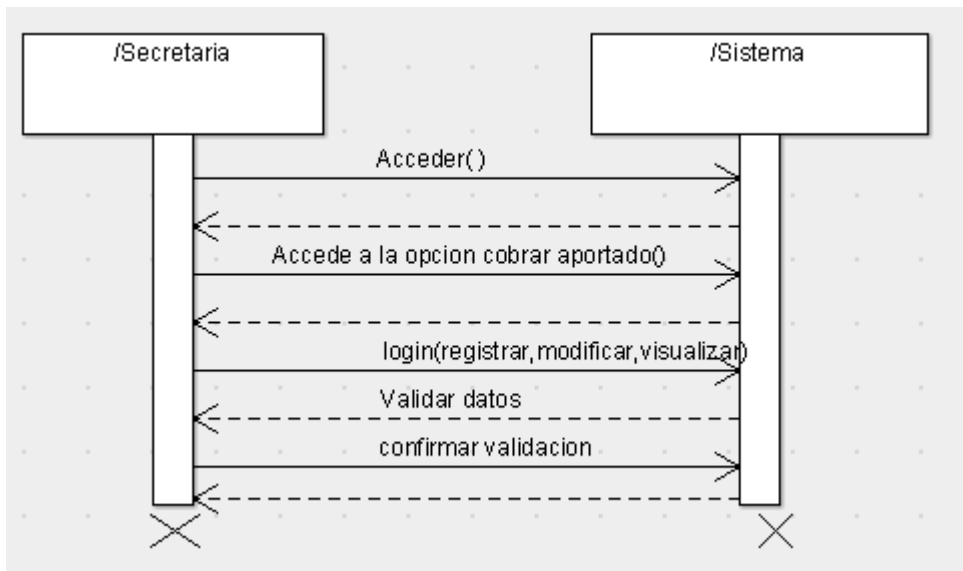 /Secretaria
/Sistema
Acceder()
Accede a la opcion cobrar aportado()
login(registrar,modificar,visualizar)
Validar datos
confirmar validacion